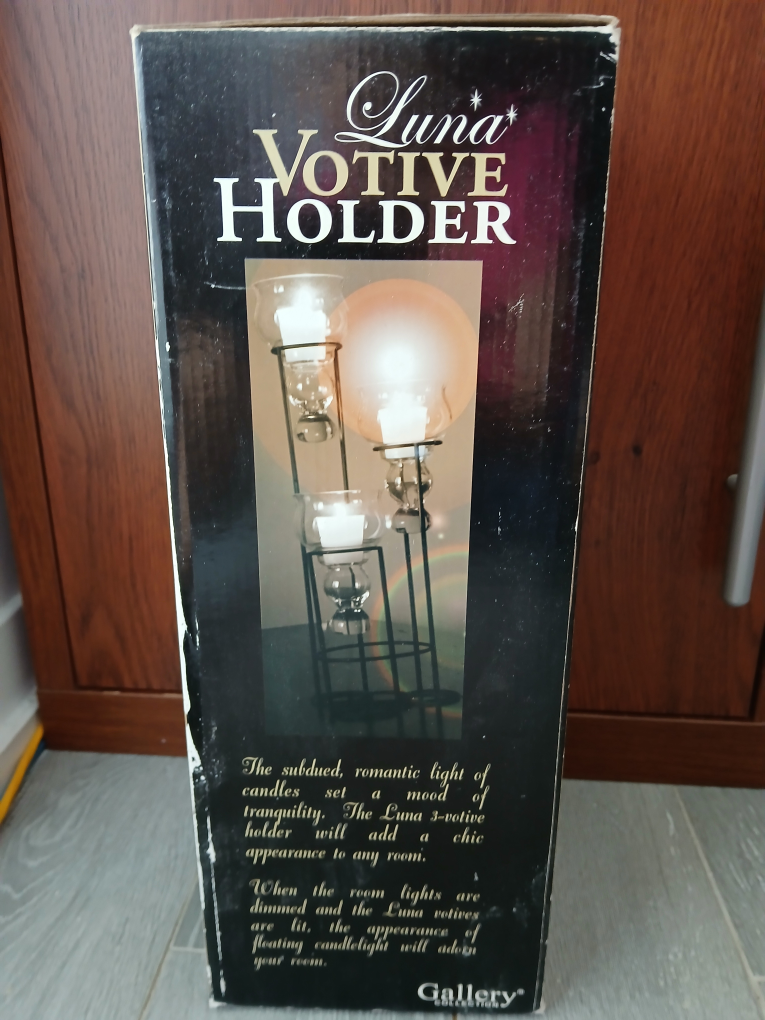 Luna
VOTIVE
HOLDER
The subdued, romantic light of
candles set a mood of
tranquility. The Luna 3-votive
holder will add a chic
appearance to any room.
When the room lights are
dimmed and the Luna votives
are lit, the appearance of
floating candlelight will adorn
your room.
Gallery®
COLLECTION